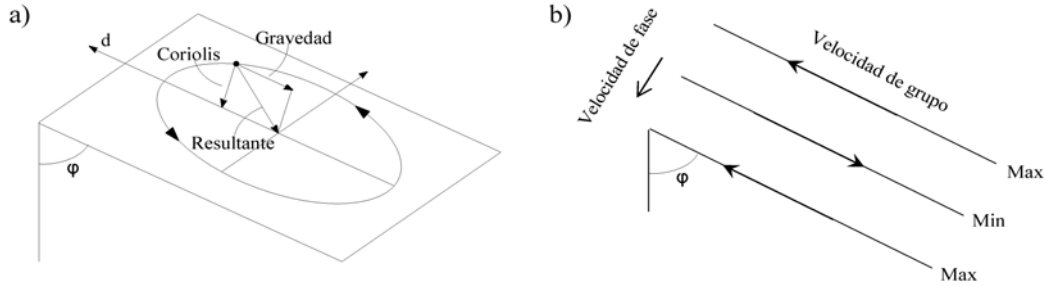 a)
d
Coriolis
Gravedad
Resultante
φ
b)
Velocidad de fase
Velocidad de grupo
Max
φ
Min
Max